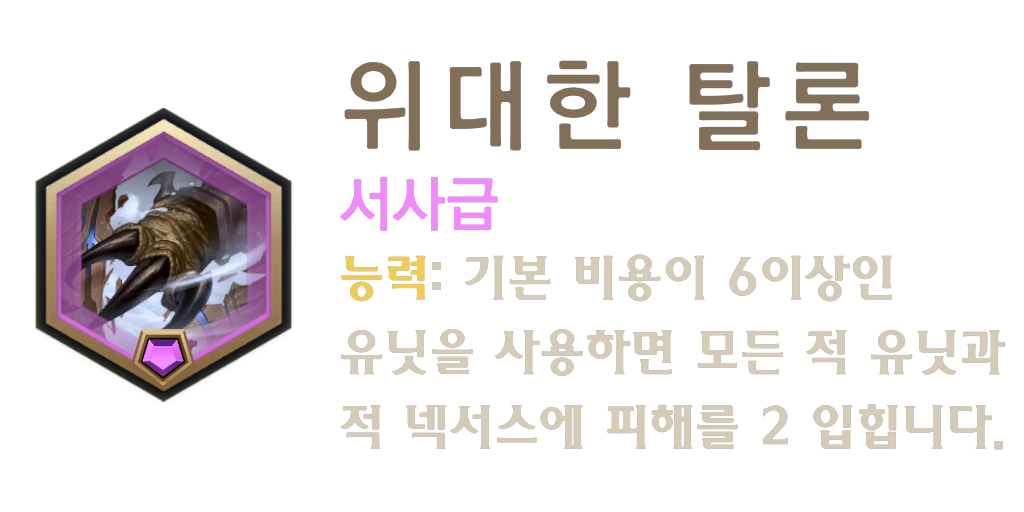 위대한 탈론
서사급
능력: 기본 비용이 6이상인
유닛을 사용하면 모든 적 유닛과
적 넥서스에 피해를 2 입힙니다.